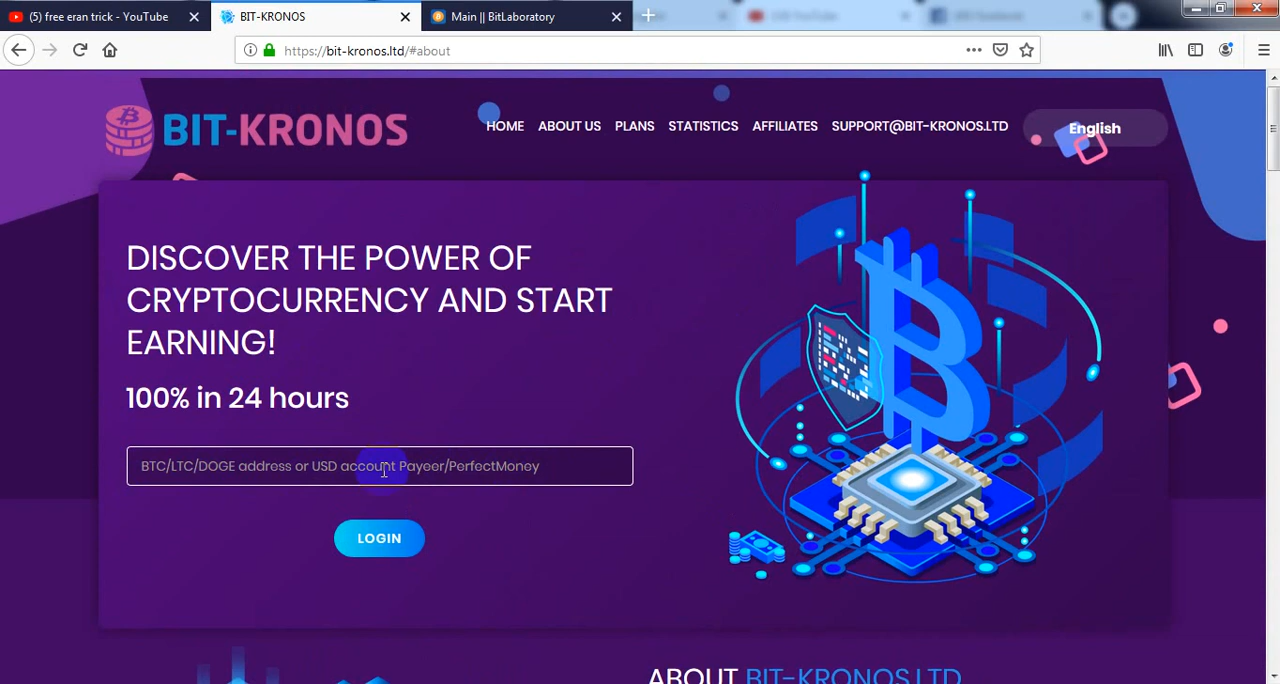 (5) free eran trick - YouTube
BIT-KRONOS
Main || BitLaboratory
https://bit-kronos.ltd/#about
BIT-KRONOS
HOME
ABOUT US
PLANS
STATISTICS
AFFILIATES
SUPPORT@BIT-KRONOS.LTD
English
DISCOVER THE POWER OF
CRYPTOCURRENCY AND START
EARNING!
100% in 24 hours
BTC/LTC/DOGE address or USD account Payeer/PerfectMoney
LOGIN
ABOUT BIT-KRONOS.LTD